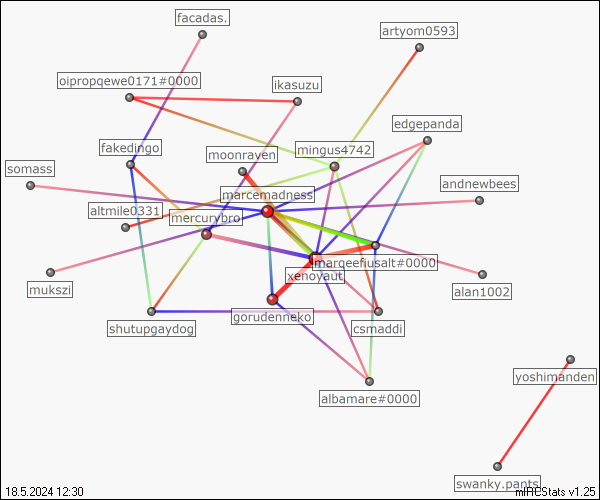 facadas.
artyom0593
oipropqewe0171#0000
ikasuzu
edgepanda
fakedingo
moonraven
mingus4742
somass
marcemadness
andnewbees
altmile0331
mercurybro
marqeefiusalt#0000
xenoyaut
mukszi
alan1002
gorudenneko
shutupgaydog
csmaddi
yoshimanden
albamare#0000
swanky.pants
18.5.2024 12:30
mIRCStats v1.25